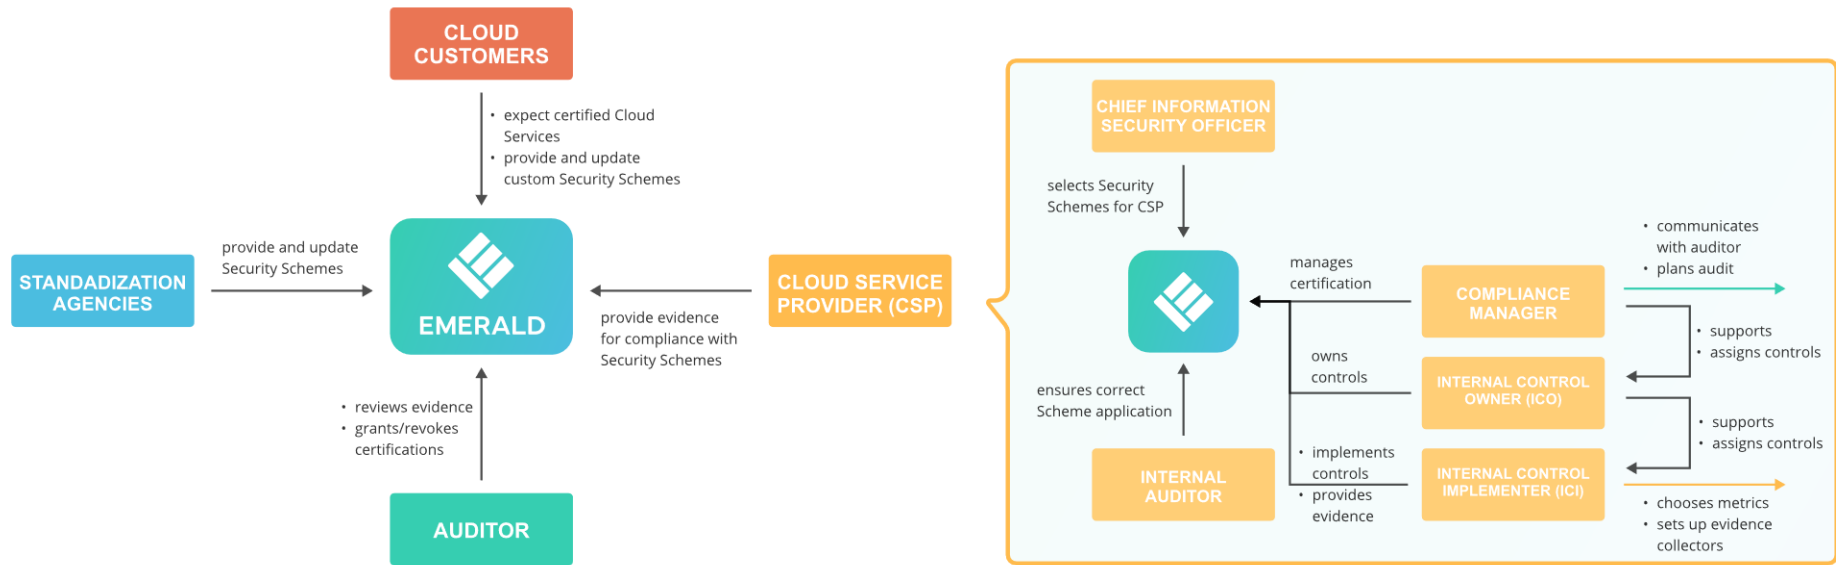 CLOUD
CUSTOMERS
• expect certified Cloud
Services
• provide and update
custom Security Schemes
STANDADIZATION
AGENCIES
provide and update
Security Schemes
EMERALD
CLOUD SERVICE
PROVIDER (CSP)
provide evidence
for compliance with
Security Schemes
• reviews evidence
• grants/revokes
certifications
AUDITOR
CHIEF INFORMATION
SECURITY OFFICER
selects Security
Schemes for CSP
manages
certification
COMPLIANCE
MANAGER
• communicates
with auditor
• plans audit
• supports
• assigns controls
owns
controls
INTERNAL CONTROL
OWNER (ICO)
• supports
• assigns controls
ensures correct
Scheme application
INTERNAL
AUDITOR
• implements
controls
• provides
evidence
INTERNAL CONTROL
IMPLEMENTER (ICI)
• chooses metrics
• sets up evidence
collectors